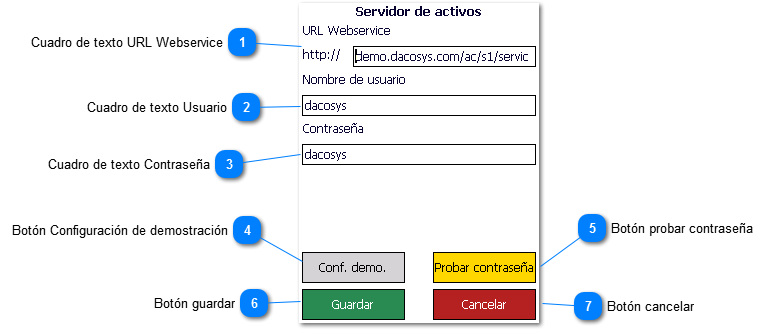 Servidor de activos
URL Webservice
Cuadro de texto URL Webservice 1
http:// demo.dacosys.com/ac/s1/servic
Nombre de usuario
Cuadro de texto Usuario 2
dacosys
Contraseña
Cuadro de texto Contraseña 3
dacosys
Botón Configuración de demostración 4
5 Botón probar contraseña
Conf. demo. Probar contraseña
Botón guardar 6
Guardar Cancelar
7 Botón cancelar